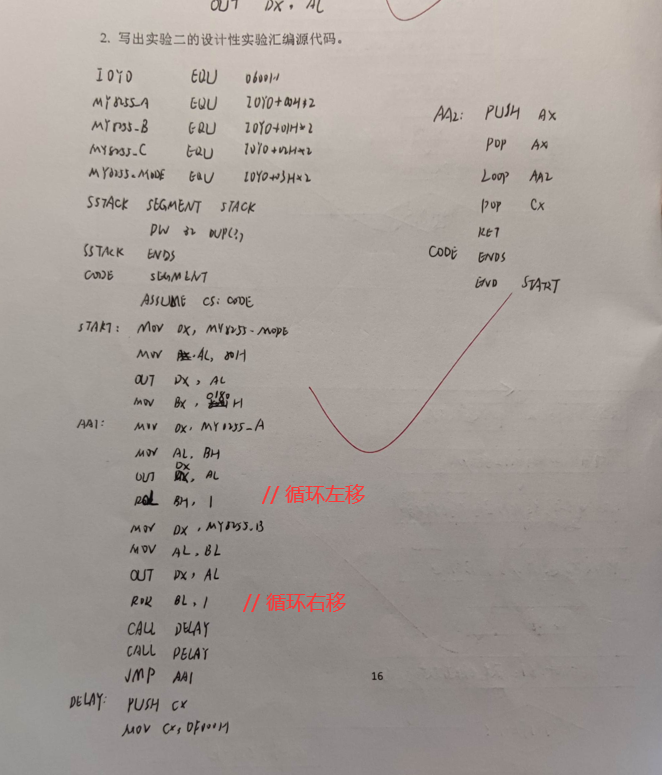 OUT DX, AL
2. 写出实验二的设计性实验汇编源代码。
IOY0 EQU 0600H
MY8255_A EQU IOY0+00H*2
MY8255_B EQU IOY0+01H*2
MY8255_C EQU IOY0+02H*2
MY8255_MODE EQU IOY0+03H*2
SSTACK SEGMENT STACK
DW 32 DUP(?)
SSTACK ENDS
CODE SEGMENT
ASSUME CS: CODE
START: MOV DX, MY8255_MODE
MOV AL, 80H
OUT DX, AL
MOV BX, 0180H
AA1: MOV DX, MY8255_A
MOV AL, BH
OUT DX, AL
ROL BH, 1 // 循环左移
MOV DX, MY8255_B
MOV AL, BL
OUT DX, AL
ROR BL, 1 // 循环右移
CALL DELAY
CALL DELAY
JMP AA1
DELAY: PUSH CX
MOV CX, 0F000H
AA2: PUSH AX
POP AX
Loop AA2
POP CX
RET
CODE ENDS
END START
16